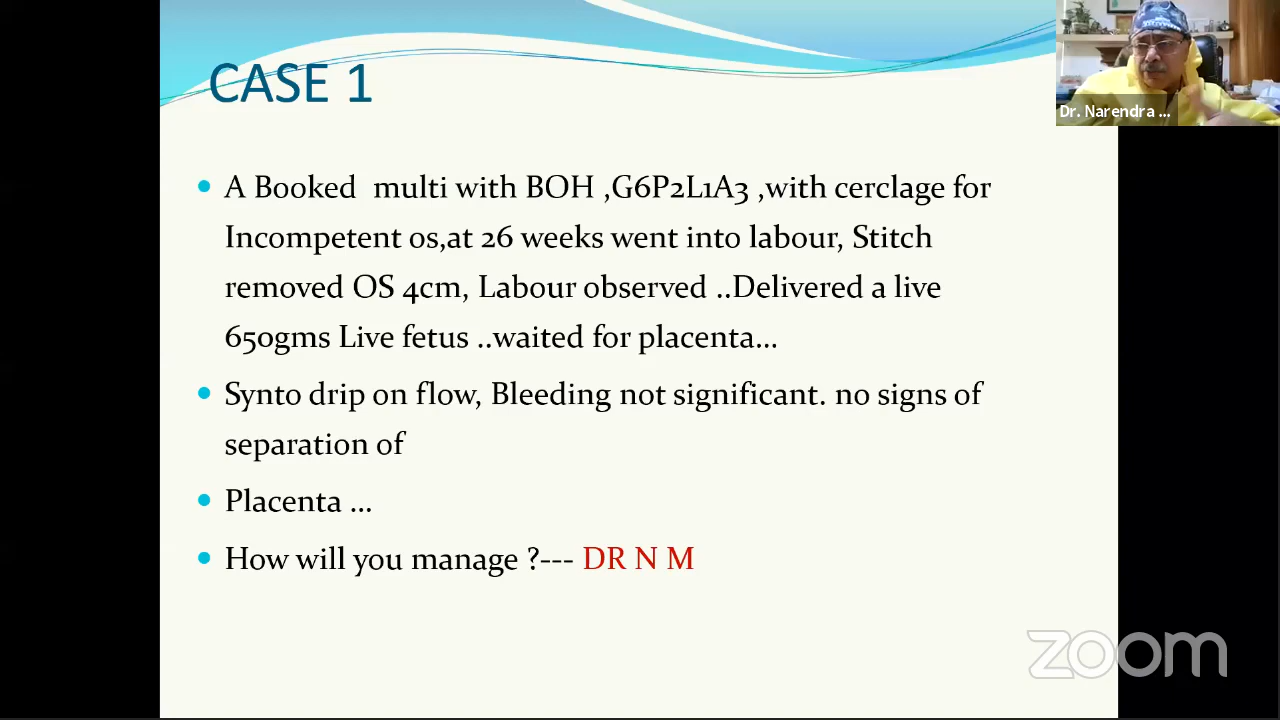 CASE 1
Dr. Narendra ...
• A Booked multi with BOH ,G6P2L1A3 ,with cerclage for
Incompetent os,at 26 weeks went into labour, Stitch
removed OS 4cm, Labour observed ..Delivered a live
650gms Live fetus ..waited for placenta...
• Synto drip on flow, Bleeding not significant. no signs of
separation of
• Placenta ...
• How will you manage ?--- DR N M
zoom